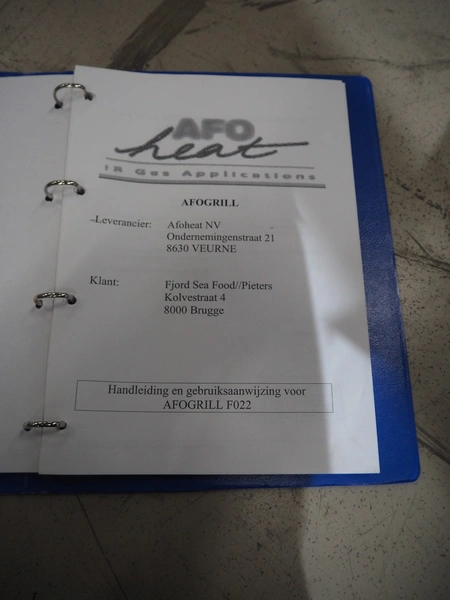 AFO
heat
IR Gas Applications
AFOGRILL
Leverancier: Afoheat NV
Ondernemingenstraat 21
8630 VEURNE
Klant: Fjord Sea Food//Pieters
Kolvestraat 4
8000 Brugge
Handleiding en gebruiksaanwijzing voor
AFOGRILL F022